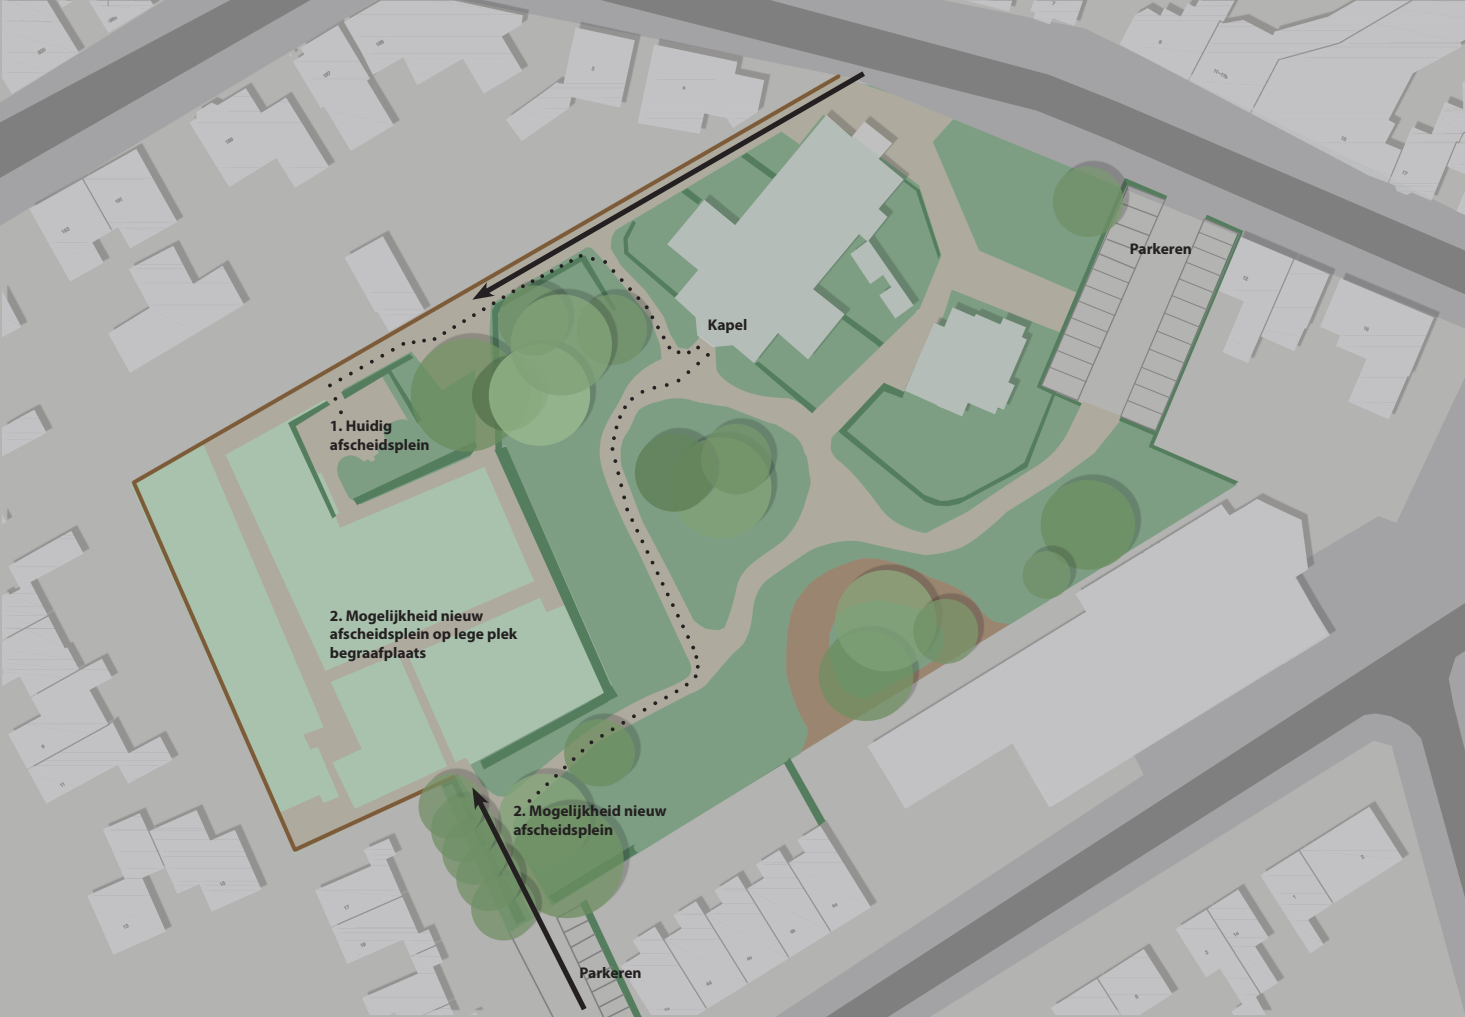 Parkeren
Kapel
1. Huidig
afscheidsplein
2. Mogelijkheid nieuw
afscheidsplein op lege plek
begraafplaats
2. Mogelijkheid nieuw
afscheidsplein
Parkeren